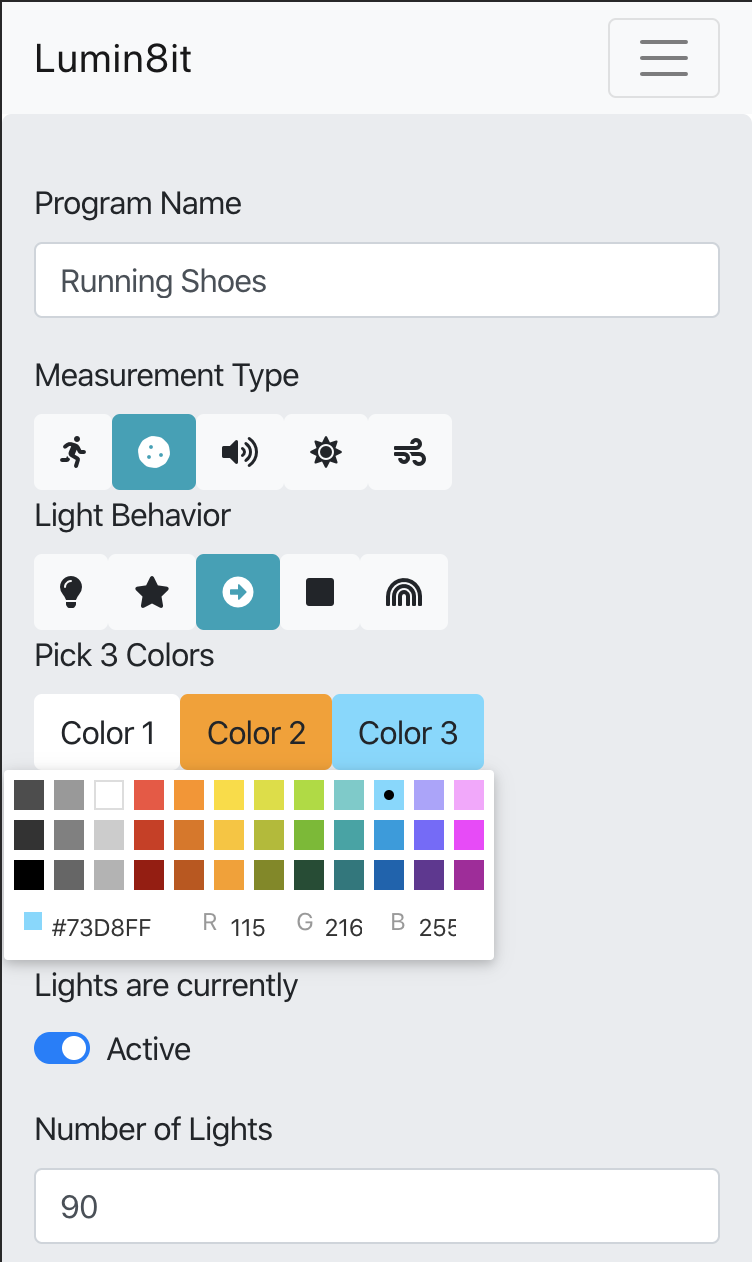 Lumin8it
Program Name
Running Shoes
Measurement Type
Light Behavior
Pick 3 Colors
Color 1 Color 2 Color 3
#73D8FF R 115 G 216 B 255
Lights are currently
Active
Number of Lights
90